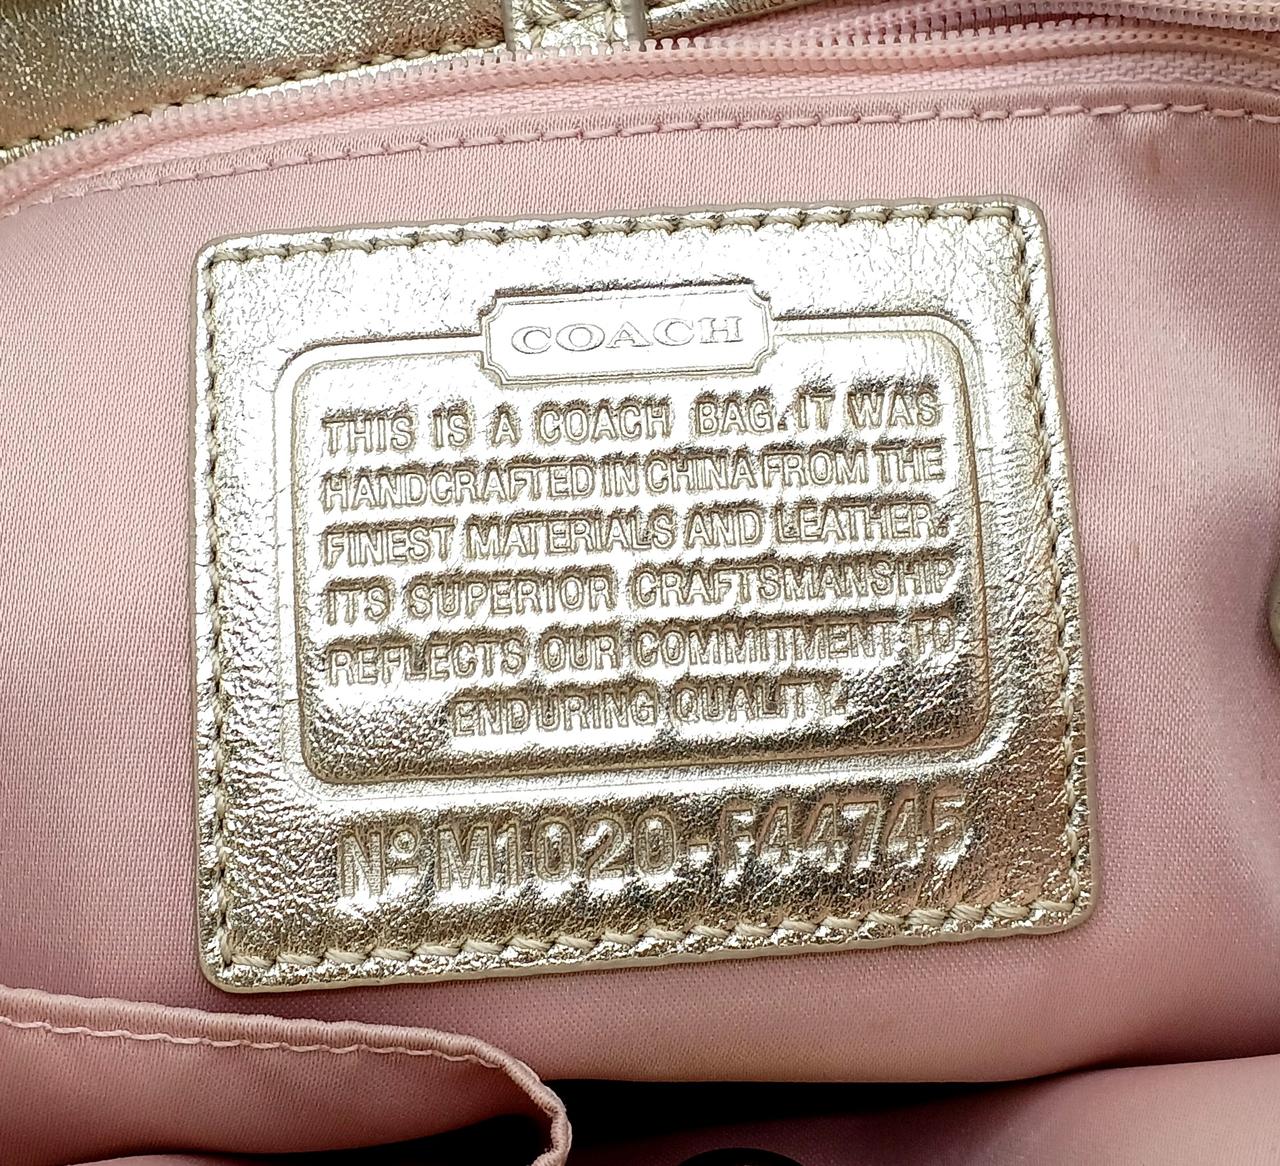 COACH
THIS IS A COACH BAG. IT WAS
HANDCRAFTED IN CHINA FROM THE
FINEST MATERIALS AND LEATHER.
ITS SUPERIOR CRAFTSMANSHIP
REFLECTS OUR COMMITMENT TO
ENDURING QUALITY.
Nº M1020-F44745